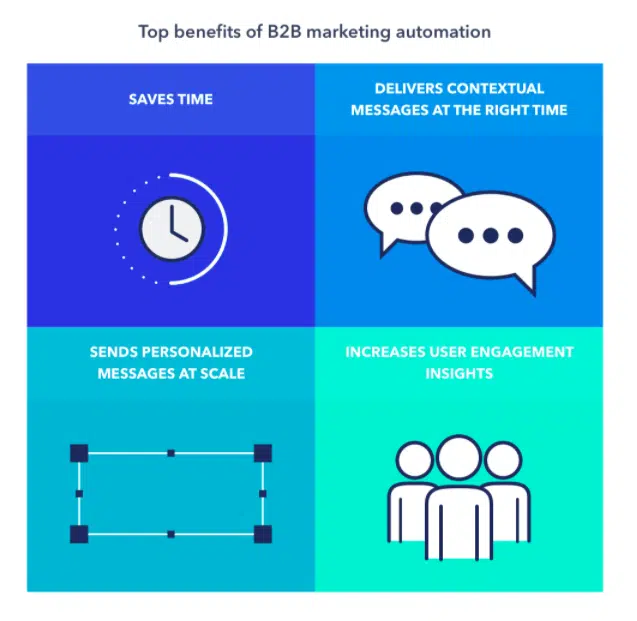 Top benefits of B2B marketing automation
SAVES TIME
DELIVERS CONTEXTUAL
MESSAGES AT THE RIGHT TIME
SENDS PERSONALIZED
MESSAGES AT SCALE
INCREASES USER ENGAGEMENT
INSIGHTS